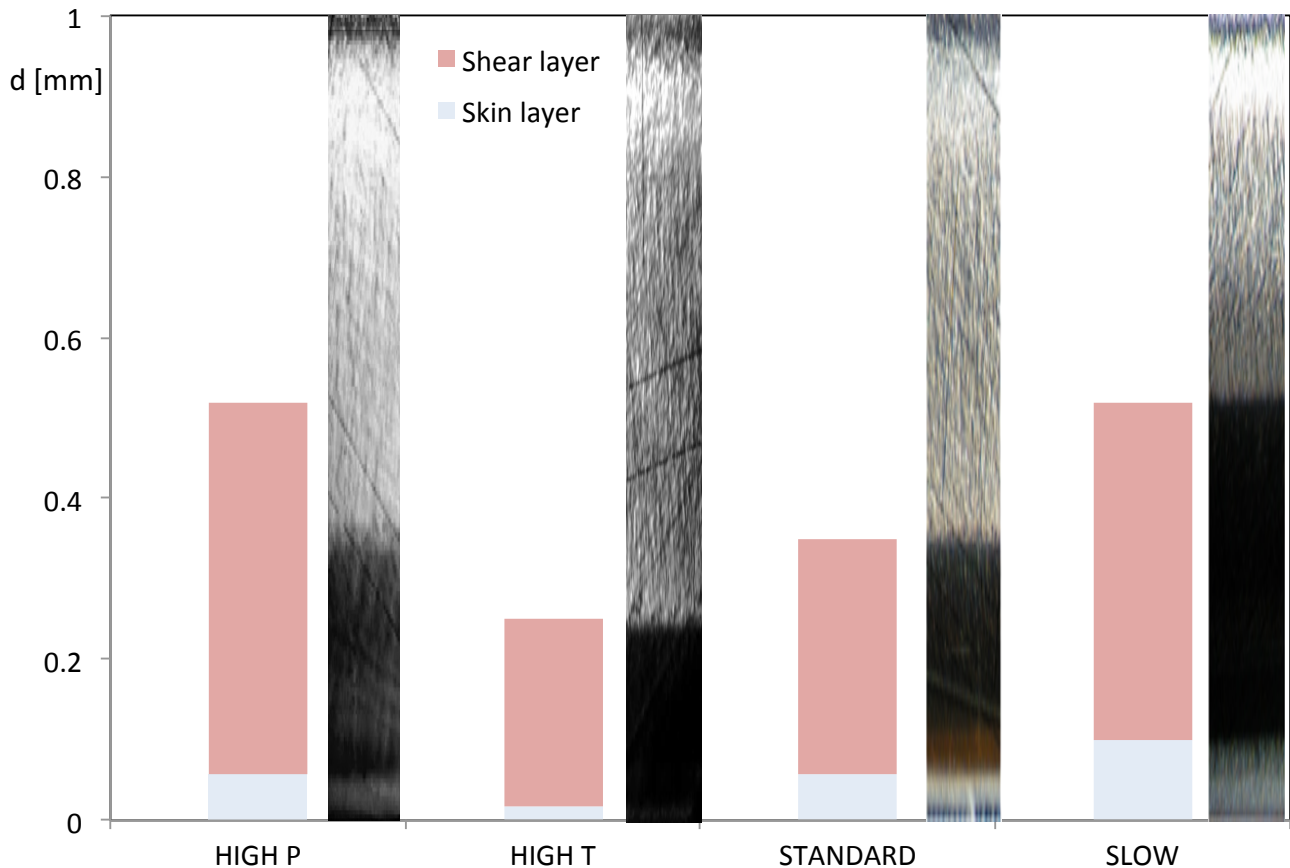 1
d [mm]
Shear layer
Skin layer
0.8
0.6
0.4
0.2
0
HIGH P
HIGH T
STANDARD
SLOW